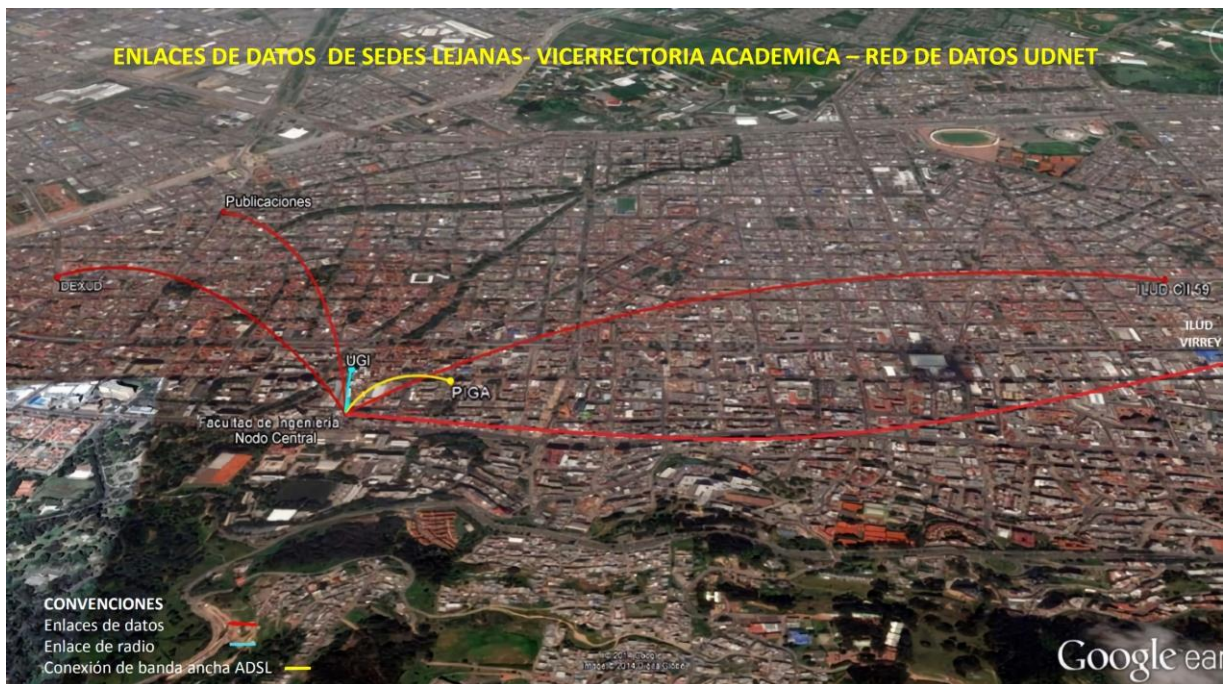 ENLACES DE DATOS DE SEDES LEJANAS- VICERRECTORIA ACADEMICA – RED DE DATOS UDNET
Publicaciones
DEXUD
ILUD Cll 59
ILUD
VIRREY
UGI
PIGA
Facultad de Ingeniería
Nodo Central
CONVENCIONES
Enlaces de datos
Enlace de radio
Conexión de banda ancha ADSL
Google ear